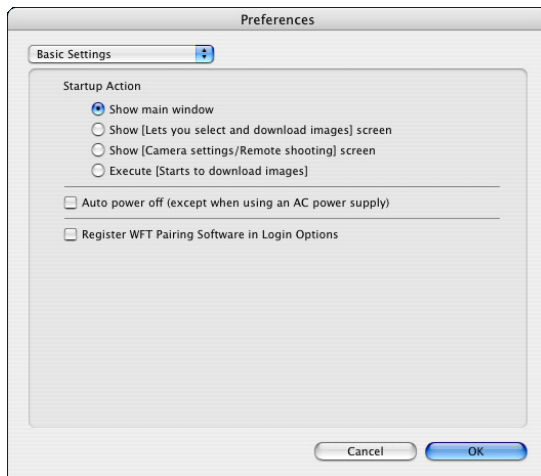 Preferences
Basic Settings
Startup Action
Show main window
Show [Lets you select and download images] screen
Show [Camera settings/Remote shooting] screen
Execute [Starts to download images]
Auto power off (except when using an AC power supply)
Register WFT Pairing Software in Login Options
Cancel
OK